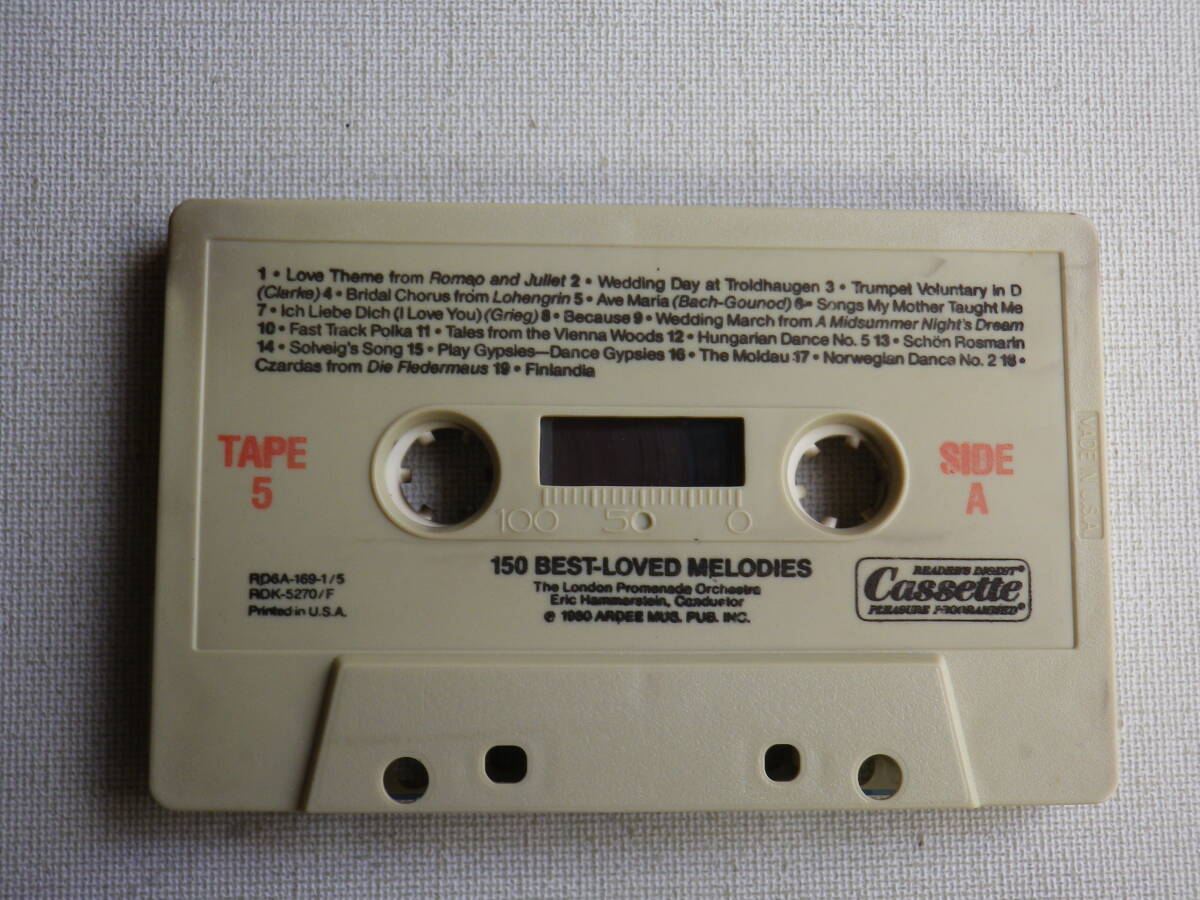 1 • Love Theme from Romeo and Juliet 2 • Wedding Day at Troldhaugen 3 • Trumpet Voluntary in D
(Clarke) 4 • Bridal Chorus from Lohengrin 5 • Ave Maria (Bach-Gounod) 6 • Songs My Mother Taught Me
7 • Ich Liebe Dich (I Love You) (Grieg) 8 • Because 9 • Wedding March from A Midsummer Night's Dream
10 • Fast Track Polka 11 • Tales from the Vienna Woods 12 • Hungarian Dance No. 5 13 • Schön Rosmarin
14 • Solveig's Song 15 • Play Gypsies—Dance Gypsies 16 • The Moldau 17 • Norwegian Dance No. 2 18 •
Czardas from Die Fledermaus 19 • Finlandia
TAPE
5
SIDE
A
100 50 0
MADE IN U.S.A
150 BEST-LOVED MELODIES
The London Promenade Orchestra
Eric Hammerstein, Conductor
℗ 1980 ARDEE MUS. PUB. INC.
RD6A-169-1/5
RDK-5270/F
Printed in U.S.A.
READER'S DIGEST®
Cassette
PLEASURE PROGRAMMED®